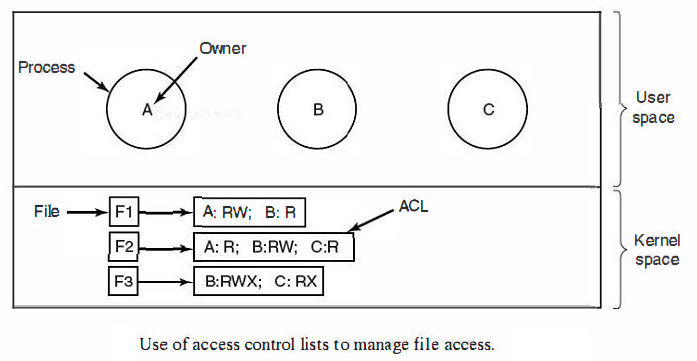 Owner
Process
A
B
C
User
space
File
F1
A: RW; B: R
ACL
F2
A: R; B:RW; C:R
Kernel
space
F3
B:RWX; C: RX
Use of access control lists to manage file access.